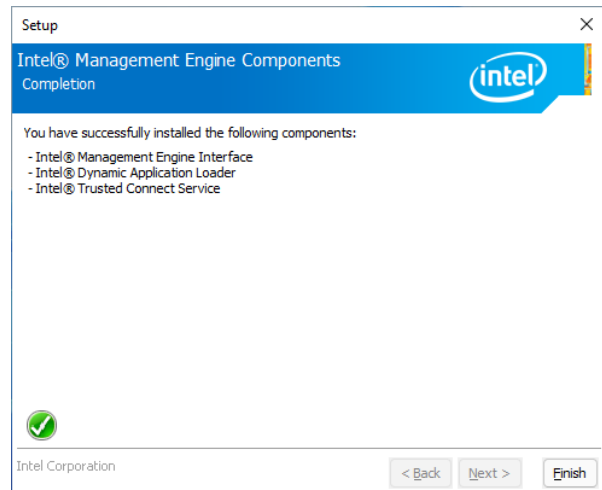 Setup
Intel® Management Engine Components
Completion
intel
You have successfully installed the following components:
- Intel® Management Engine Interface
- Intel® Dynamic Application Loader
- Intel® Trusted Connect Service
Intel Corporation
< Back Next > Finish